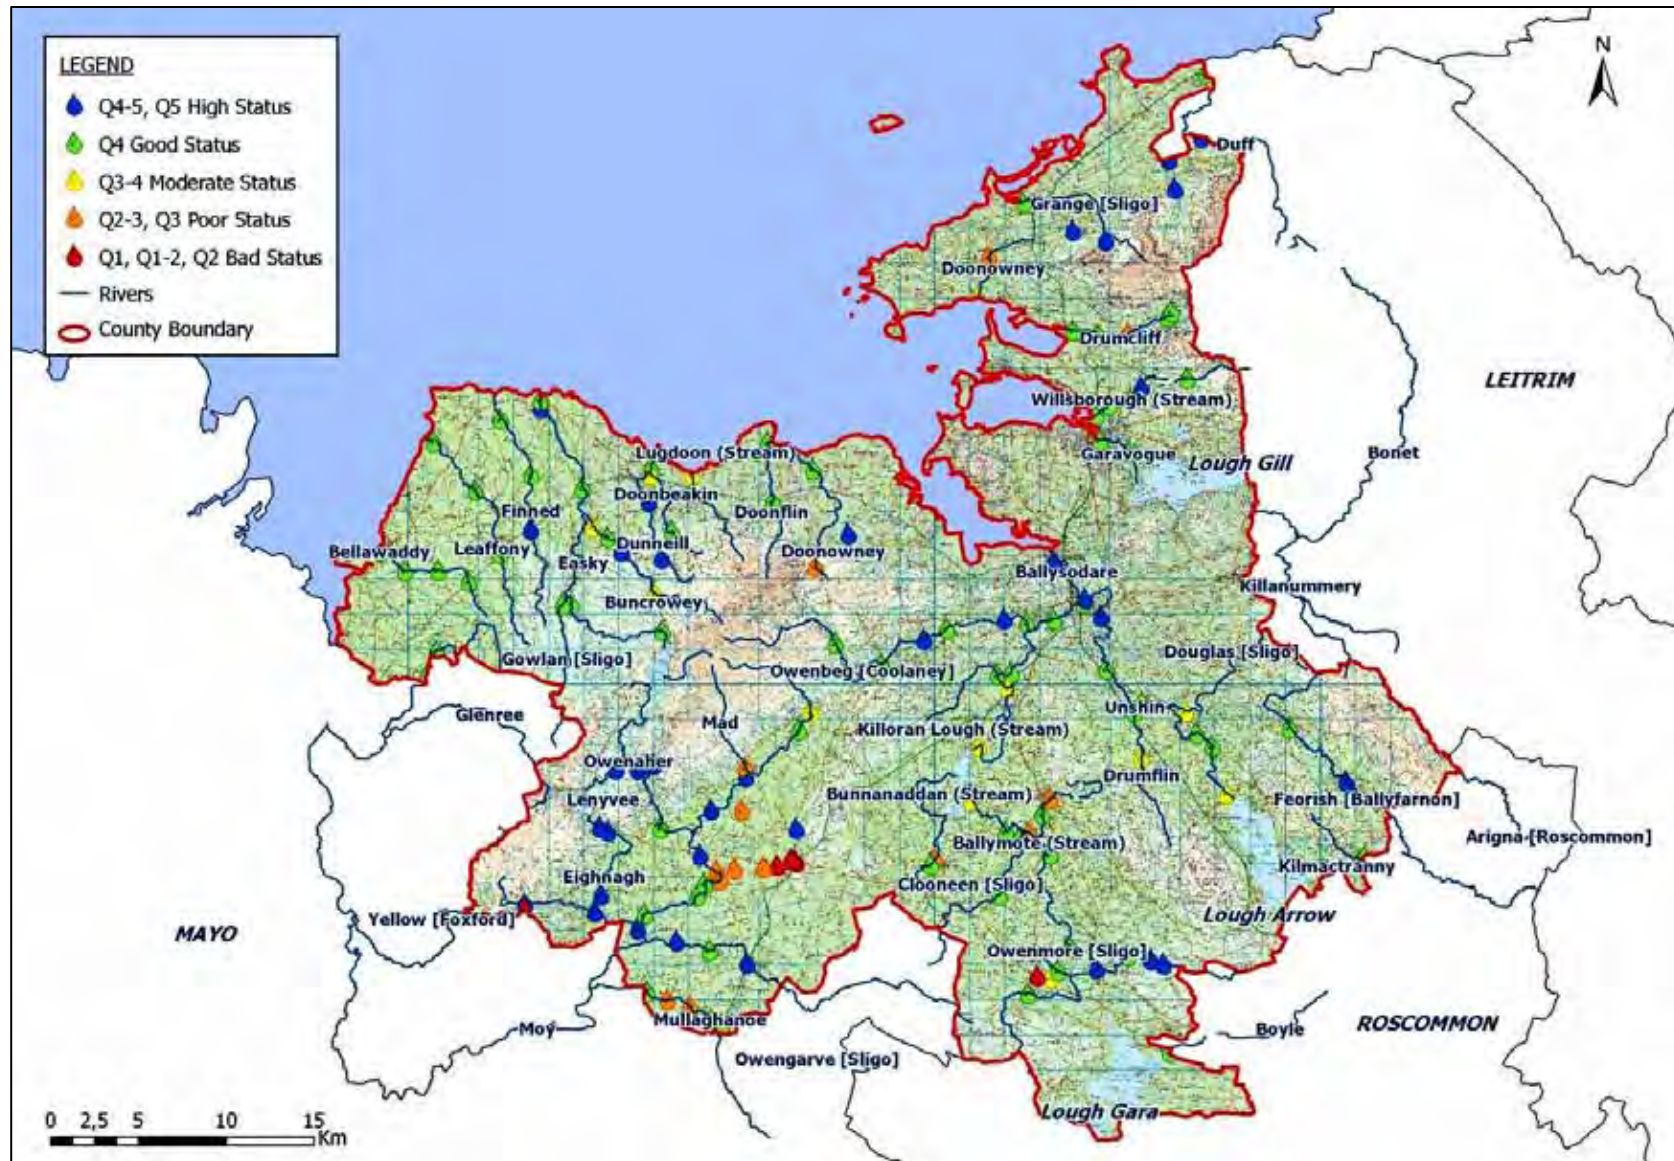 LEGEND
Q4-5, Q5 High Status
Q4 Good Status
Q3-4 Moderate Status
Q2-3, Q3 Poor Status
Q1, Q1-2, Q2 Bad Status
Rivers
County Boundary
N
Duff
Grange [Sligo]
Doonowney
Drumcliff
LEITRIM
Willsborough (Stream)
Lugdoon (Stream)
Garavogue
Bonet
Lough Gill
Doonbeakin
Finned
Doonflin
Dunneill
Bellawaddy
Leaffony
Easky
Doonowney
Ballysodare
Killanummery
Buncrowey
Gowlan [Sligo]
Owenbeg [Coolaney]
Douglas [Sligo]
Glenree
Mad
Killoran Lough (Stream)
Unshin
Owenaher
Drumflin
Lenyvee
Bunnanaddan (Stream)
Feorish [Ballyfarnon]
Ballymote (Stream)
Arigna [Roscommon]
Eighnagh
Clooneen [Sligo]
Kilmactranny
Yellow [Foxford]
Lough Arrow
MAYO
Owenmore [Sligo]
Mullaghanoe
Moy
Boyle
ROSCOMMON
Owengarve [Sligo]
Lough Gara
0 2,5 5 10 15
Km